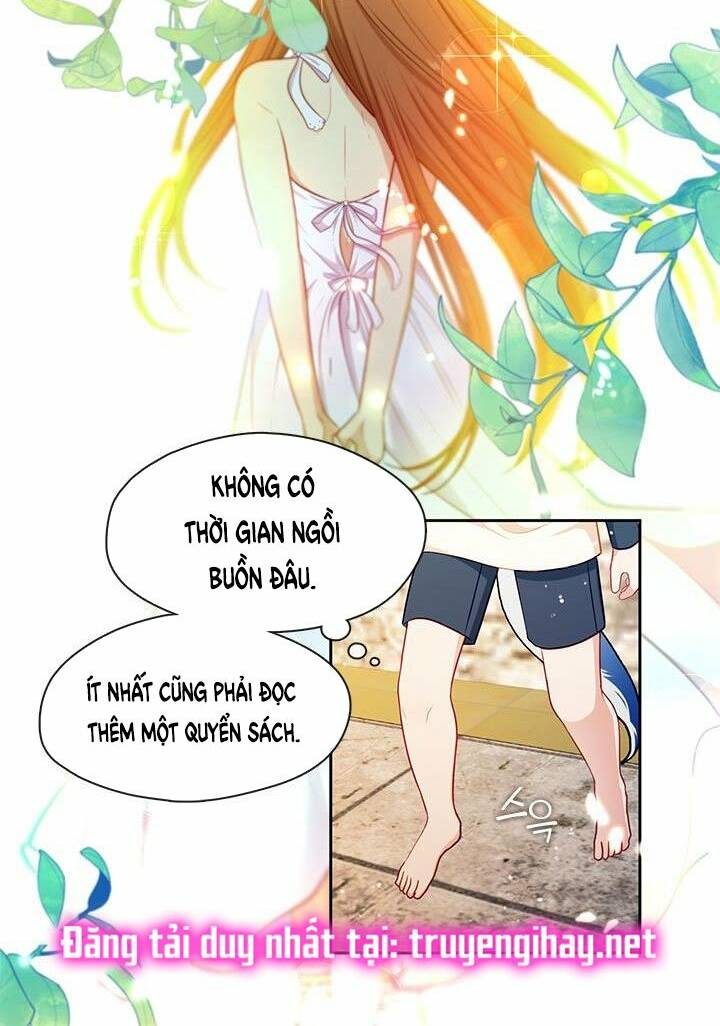 KHÔNG CÓ
THỜI GIAN NGỒI
BUỒN ĐÂU.
ÍT NHẤT CŨNG PHẢI ĐỌC
THÊM MỘT QUYỂN SÁCH.
스윽
Đăng tải duy nhất tại: truyengihay.net